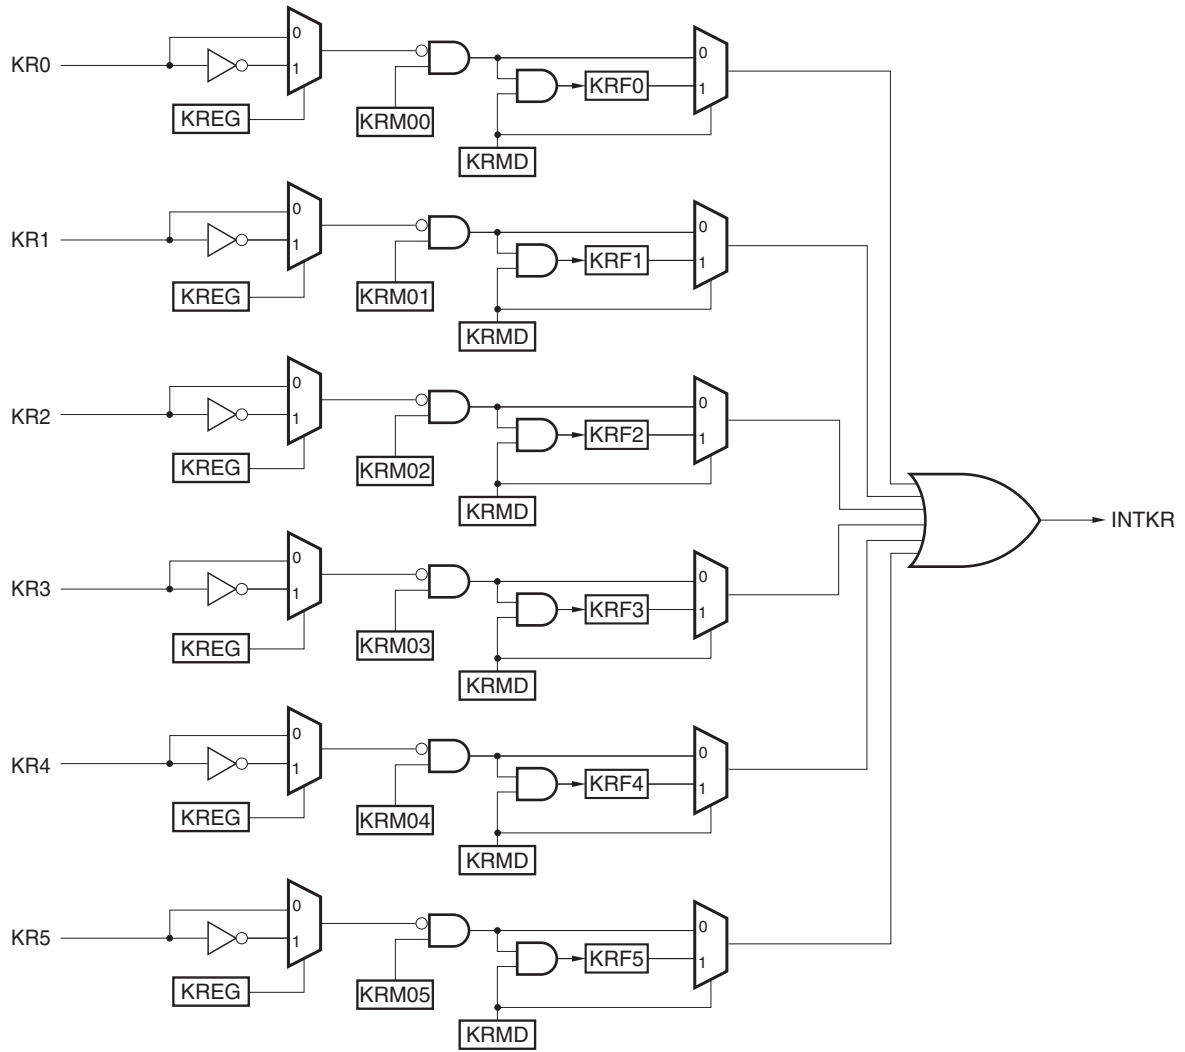 0
KR0
1
KREG
KRM00
KRF0
0
1
KRMD
0
KR1
1
KREG
KRM01
KRF1
0
1
KRMD
0
KR2
1
KREG
KRM02
KRF2
0
1
KRMD
INTKR
0
KR3
1
KREG
KRM03
KRF3
0
1
KRMD
0
KR4
1
KREG
KRM04
KRF4
0
1
KRMD
0
KR5
1
KREG
KRM05
KRF5
0
1
KRMD